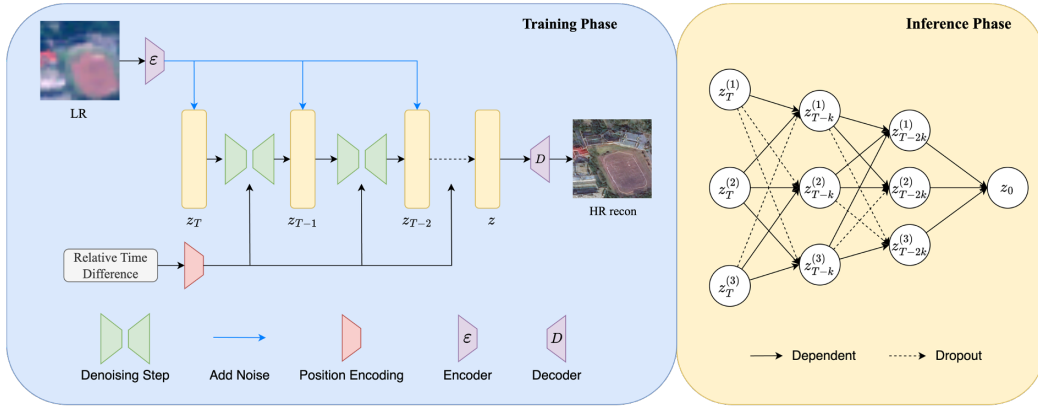 Training Phase
ε
LR
z_T
z_{T-1}
z_{T-2}
z
D
HR recon
Relative Time
Difference
Denoising Step
Add Noise
Position Encoding
ε
Encoder
D
Decoder
Inference Phase
z_T^{(1)}
z_{T-k}^{(1)}
z_{T-2k}^{(1)}
z_T^{(2)}
z_{T-k}^{(2)}
z_{T-2k}^{(2)}
z_0
z_T^{(3)}
z_{T-k}^{(3)}
z_{T-2k}^{(3)}
Dependent
Dropout